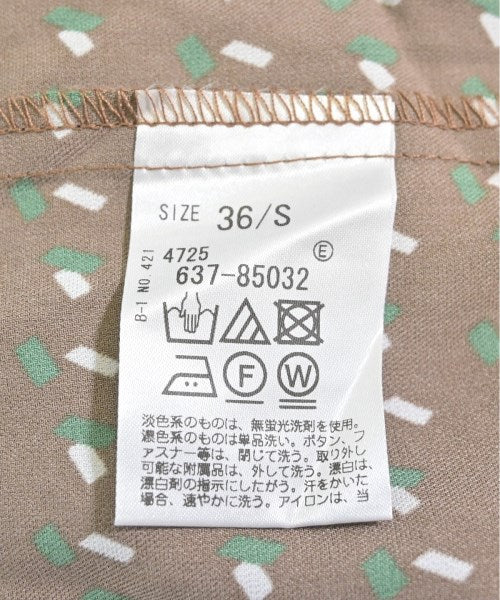 SIZE 36/S
B-1 NO 421
4725
E
637-85032
F
W
淡色系のものは、無蛍光洗剤を使用。
濃色系のものは単品洗い。ボタン、フ
ァスナー等は、閉じて洗う。取り外し
可能な附属品は、外して洗う。漂白は、
漂白剤の指示にしたがう。汗をかいた
場合、速やかに洗う。アイロンは、当